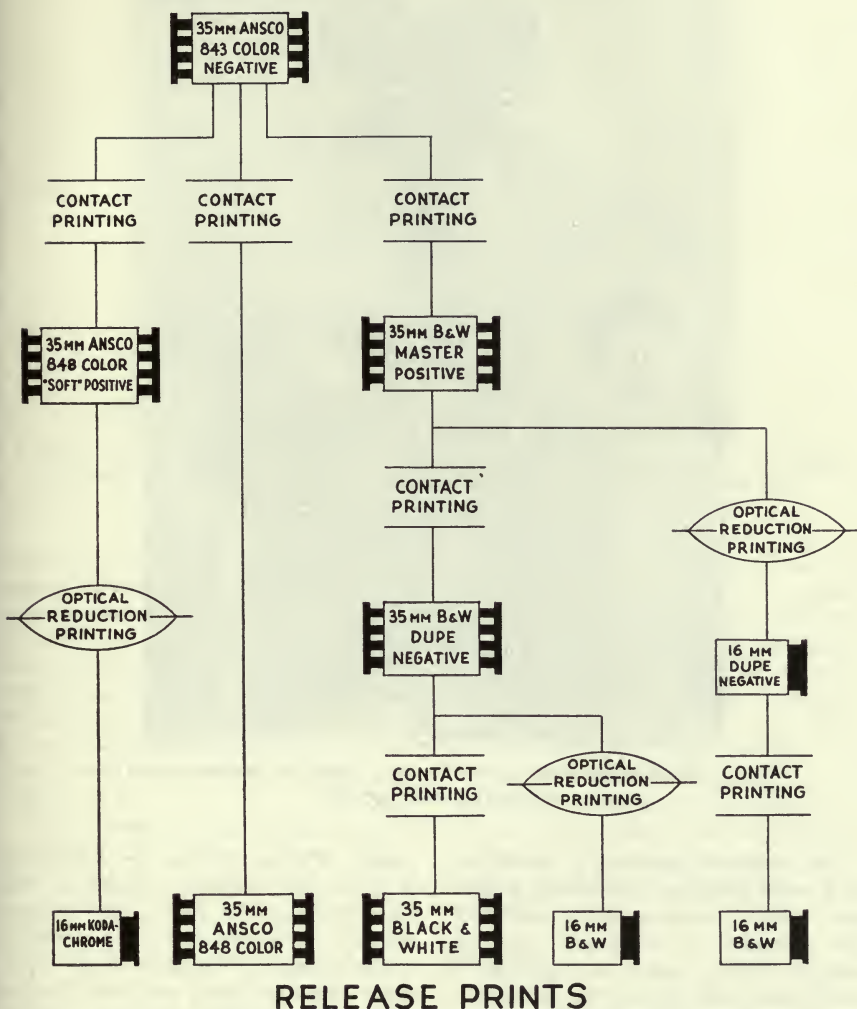 35MM ANSCO
843 COLOR
NEGATIVE
CONTACT
PRINTING
CONTACT
PRINTING
CONTACT
PRINTING
35MM ANSCO
848 COLOR
"SOFT" POSITIVE
35MM B&W
MASTER
POSITIVE
CONTACT
PRINTING
OPTICAL
REDUCTION
PRINTING
OPTICAL
REDUCTION
PRINTING
35MM B&W
DUPE
NEGATIVE
16 MM
DUPE
NEGATIVE
CONTACT
PRINTING
OPTICAL
REDUCTION
PRINTING
CONTACT
PRINTING
16MM KODA-
CHROME
35MM
ANSCO
848 COLOR
35 MM
BLACK &
WHITE
16 MM
B&W
16 MM
B&W
RELEASE PRINTS